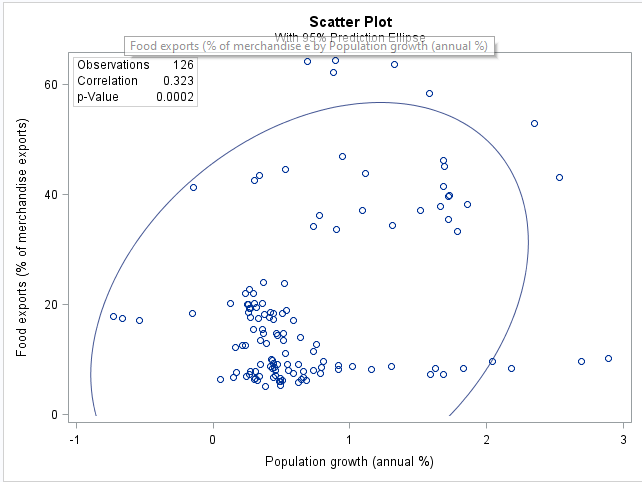 Scatter Plot
With 95% Prediction Ellipse
Food exports (% of merchandise e by Population growth (annual %)
Observations 126
Correlation 0.323
p-Value 0.0002
Food exports (% of merchandise exports)
60
40
20
0
-1 0 1 2 3
Population growth (annual %)